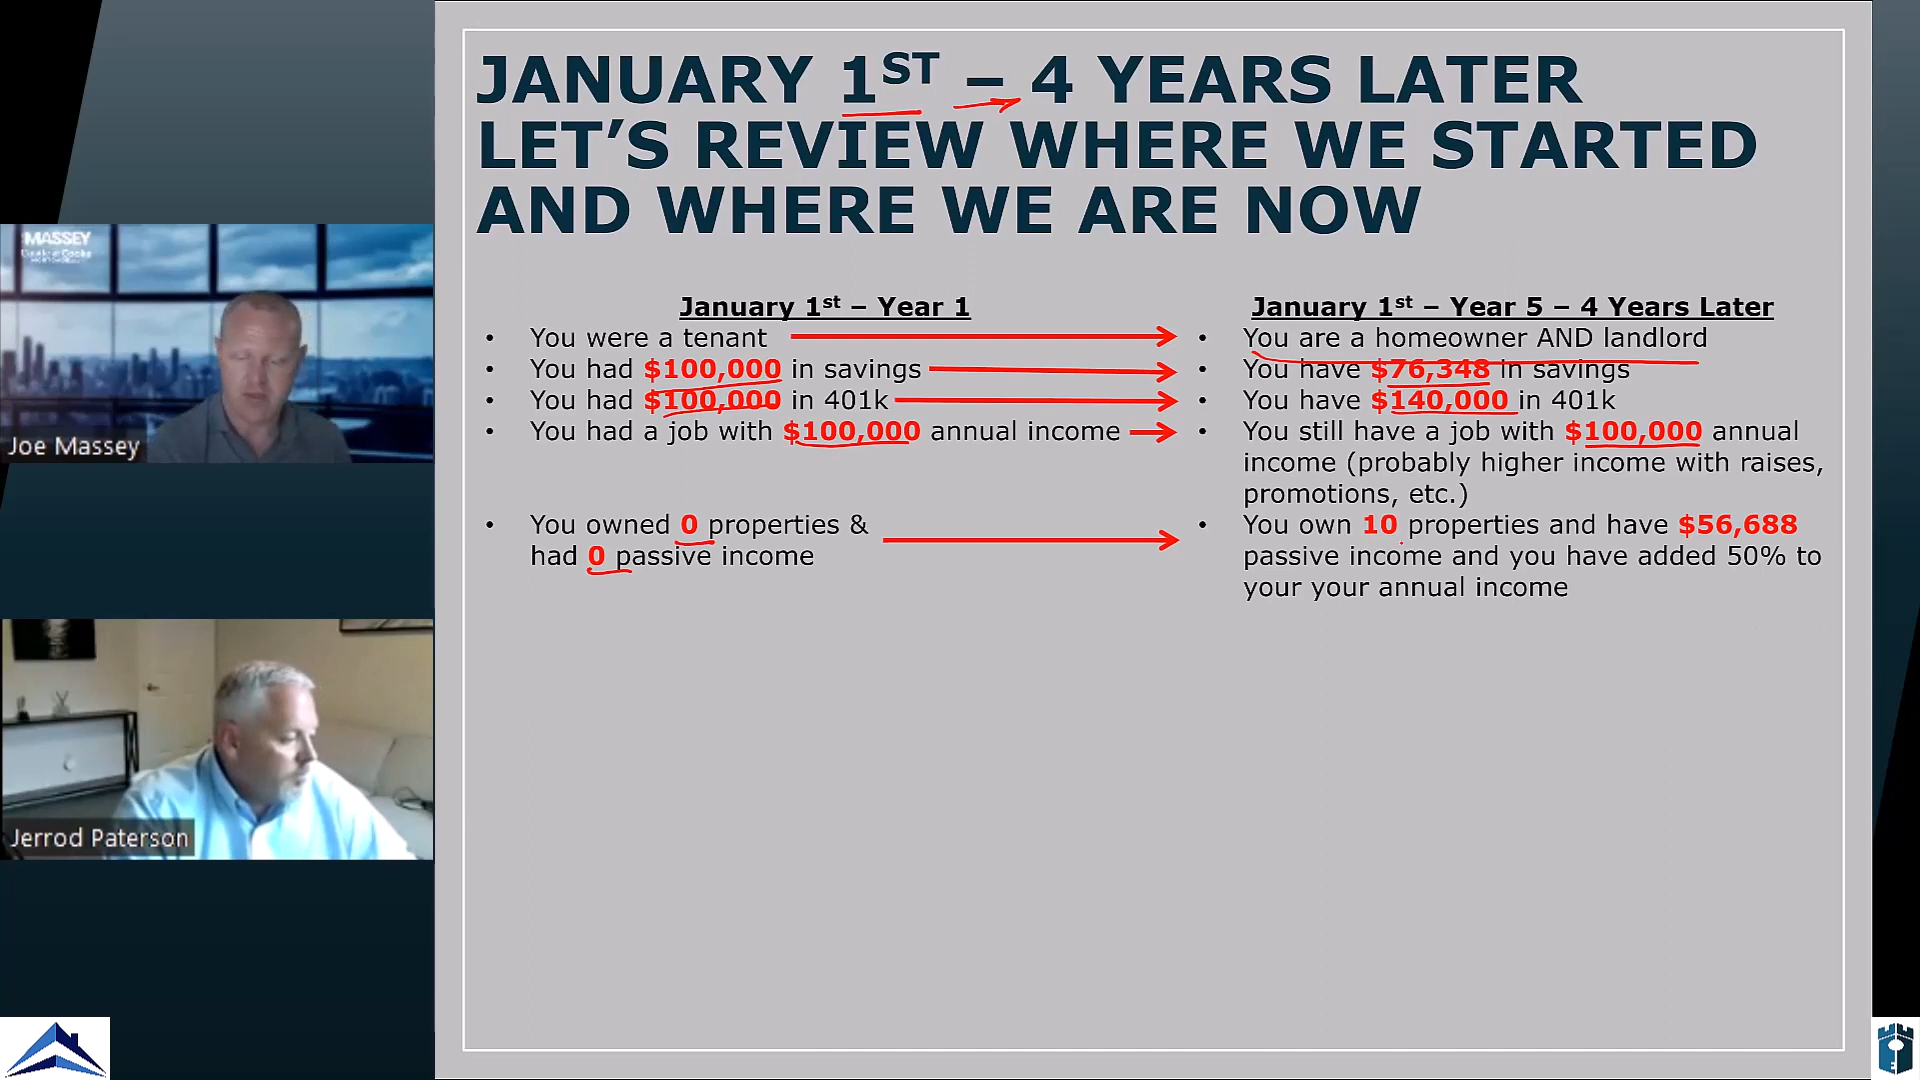 JANUARY 1ST – 4 YEARS LATER
LET’S REVIEW WHERE WE STARTED
AND WHERE WE ARE NOW
January 1st – Year 1
• You were a tenant
• You had $100,000 in savings
• You had $100,000 in 401k
• You had a job with $100,000 annual income
• You owned 0 properties &
had 0 passive income
January 1st – Year 5 – 4 Years Later
• You are a homeowner AND landlord
• You have $76,348 in savings
• You have $140,000 in 401k
• You still have a job with $100,000 annual
income (probably higher income with raises,
promotions, etc.)
• You own 10 properties and have $56,688
passive income and you have added 50% to
your your annual income
MASSEY
Joe Massey
Jerrod Paterson